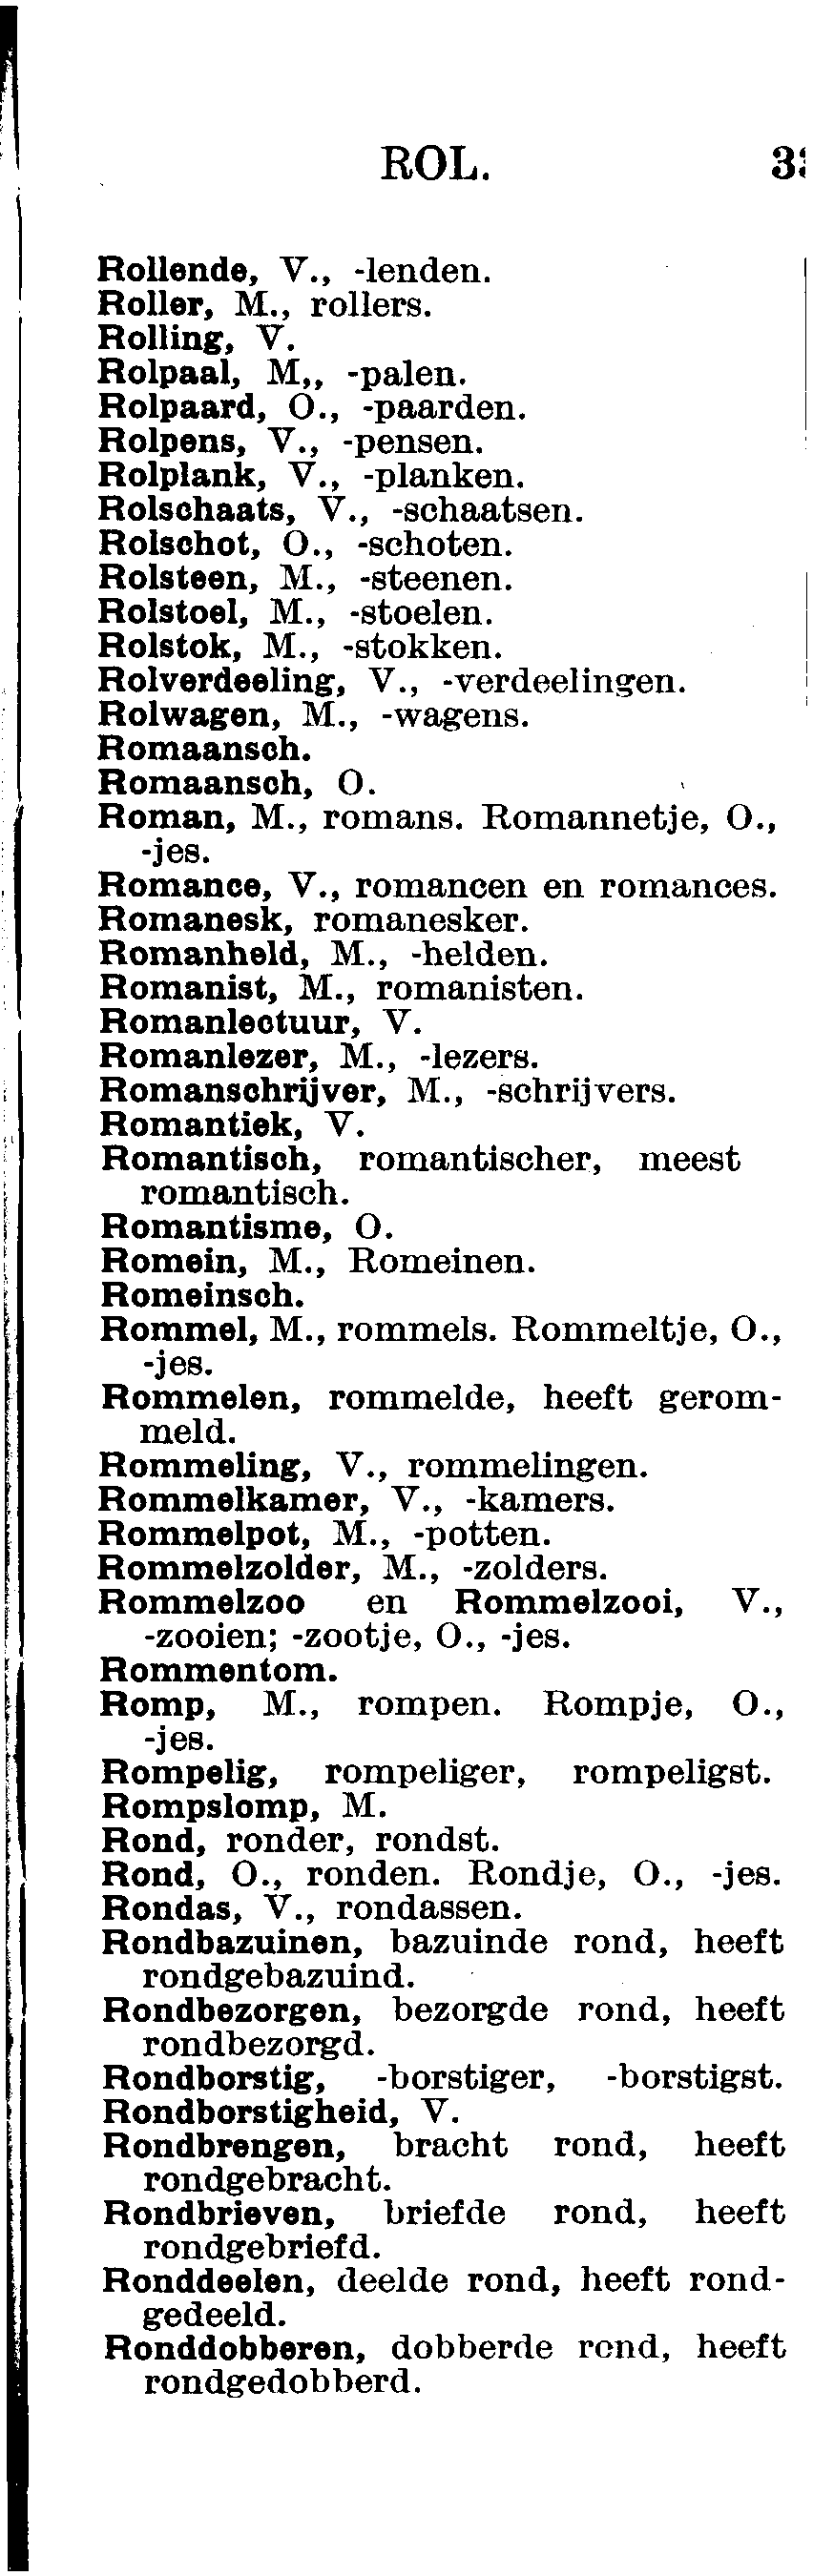 ROL.
Rollende, V., -lenden.
Roller, M., rollers.
Rolling, V.
Rolpaal, M,, -palen.
Rolpaard, O., -paarden.
Rolpens, V., -pensen.
Rolplank, V., -planken.
Rolschaats, V., -schaatsen.
Rolschot, O., -schoten.
Rolsteen, M., -steenen.
Rolstoel, M., -stoelen.
Rolstok, M., -stokken.
Rolverdeeling, V., -verdeelingen.
Rolwagen, M., -wagens.
Romaansch.
Romaansch, O.
Roman, M., romans. Romannetje, O.,
-jes.
Romance, V., romancen en romances.
Romanesk, romanesker.
Romanheld, M., -helden.
Romanist, M., romanisten.
Romanlectuur, V.
Romanlezer, M., -lezers.
Romanschrijver, M., -schrijvers.
Romantiek, V.
Romantisch, romantischer, meest
romantisch.
Romantisme, O.
Romein, M., Romeinen.
Romeinsch.
Rommel, M., rommels. Rommeltje, O.,
-jes.
Rommelen, rommelde, heeft gerom-
meld.
Rommeling, V., rommelingen.
Rommelkamer, V., -kamers.
Rommelpot, M., -potten.
Rommelzolder, M., -zolders.
Rommelzoo en Rommelzooi, V.,
-zooien; -zootje, O., -jes.
Rommentom.
Romp, M., rompen. Rompje, O.,
-jes.
Rompelig, rompeliger, rompeligst.
Rompslomp, M.
Rond, ronder, rondst.
Rond, O., ronden. Rondje, O., -jes.
Rondas, V., rondassen.
Rondbazuinen, bazuinde rond, heeft
rondgebazuind.
Rondbezorgen, bezorgde rond, heeft
rondbezorgd.
Rondborstig, -borstiger, -borstigst.
Rondborstigheid, V.
Rondbrengen, bracht rond, heeft
rondgebracht.
Rondbrieven, briefde rond, heeft
rondgebriefd.
Ronddeelen, deelde rond, heeft rond-
gedeeld.
Ronddobberen, dobberde rond, heeft
rondgedobberd.